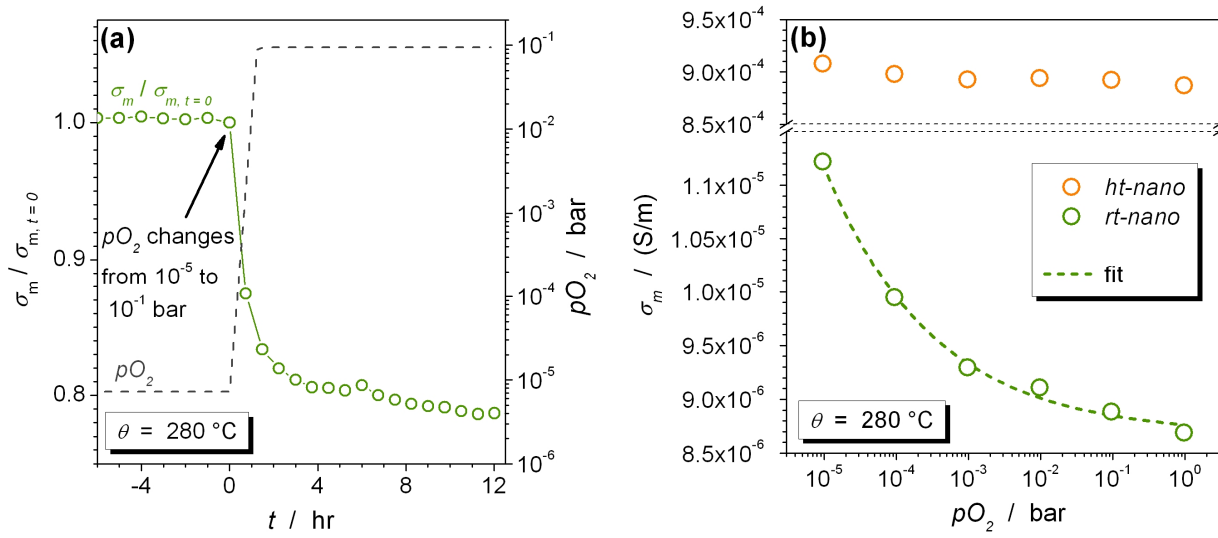 (a)
σm / σm, t = 0
1.0
0.9
0.8
σm / σm, t = 0
pO2 changes
from 10-5 to
10-1 bar
pO2
θ = 280 °C
-4
0
4
8
12
t / hr
10-1
10-2
10-3
10-4
10-5
10-6
pO2 / bar
(b)
9.5x10-4
9.0x10-4
8.5x10-4
1.1x10-5
1.05x10-5
1.0x10-5
9.5x10-6
9.0x10-6
8.5x10-6
σm / (S/m)
ht-nano
rt-nano
fit
θ = 280 °C
10-5
10-4
10-3
10-2
10-1
100
pO2 / bar